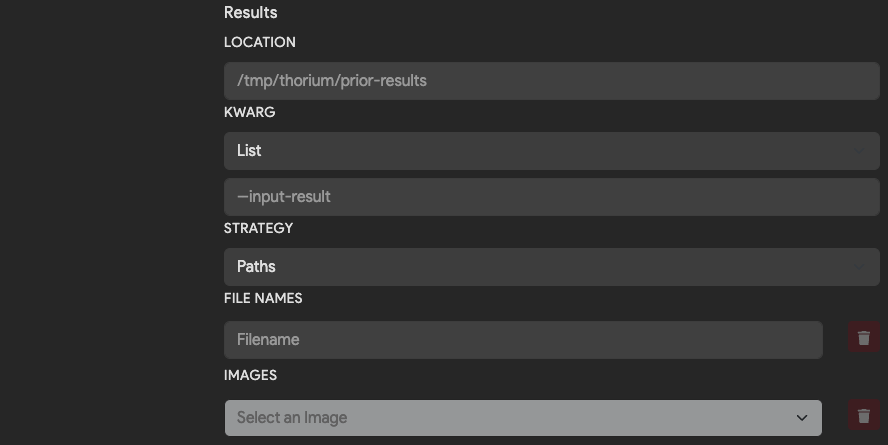 Results
LOCATION
/tmp/thorium/prior-results
KWARG
List
—input-result
STRATEGY
Paths
FILE NAMES
Filename
IMAGES
Select an Image